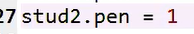 27 stud2.pen = 1